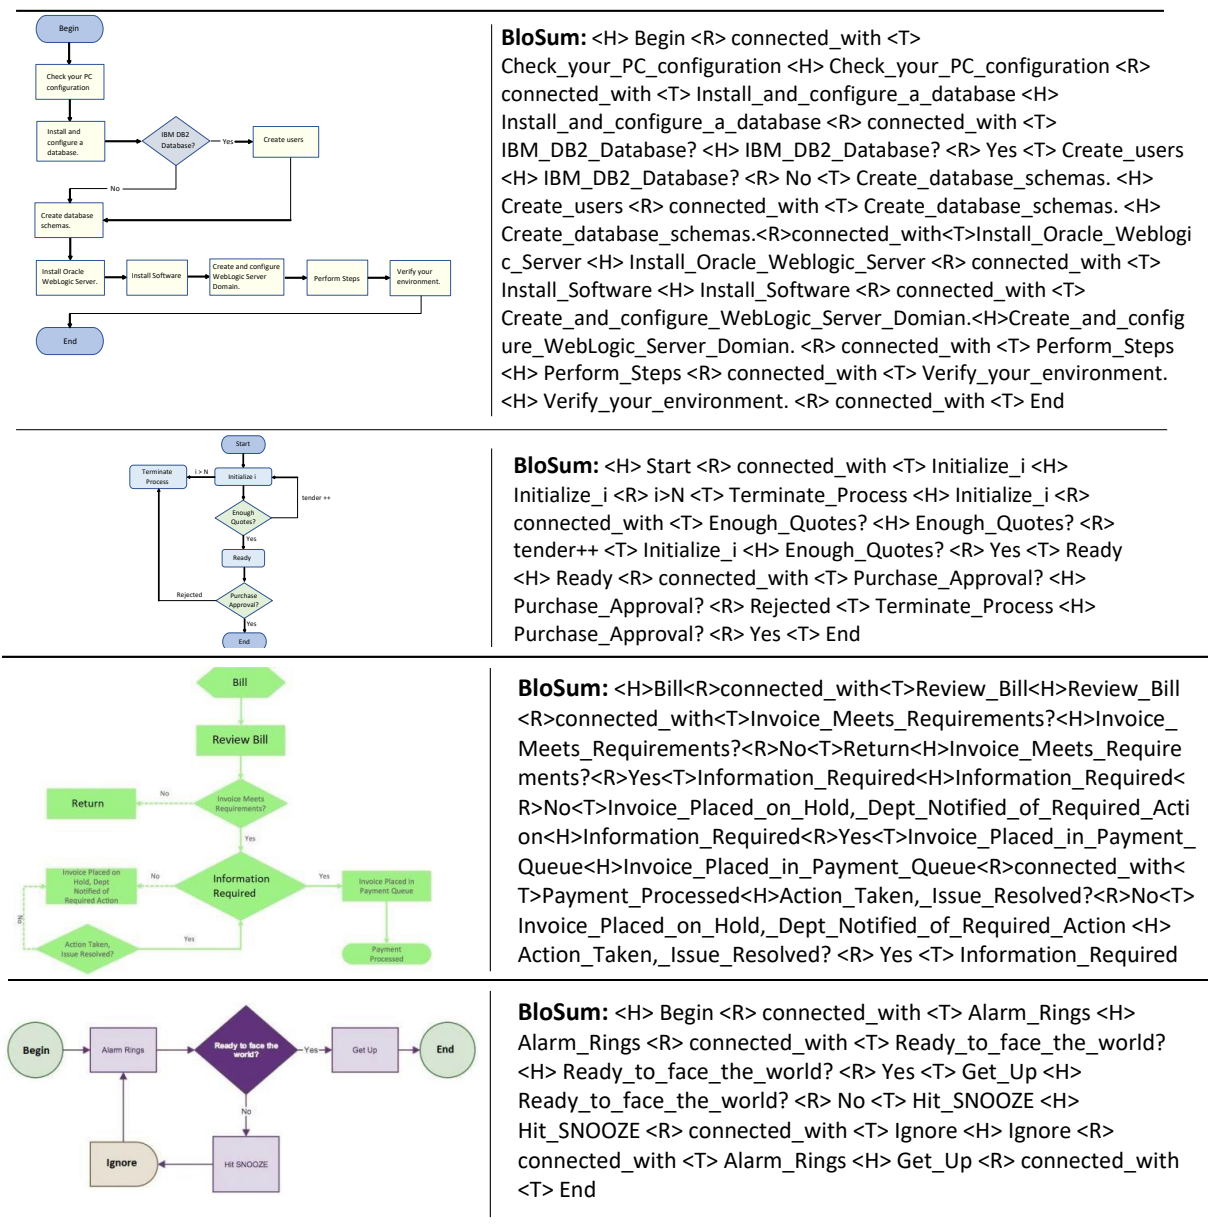 Begin
Check your PC
configuration
Install and
configure a
database.
IBM DB2
Database?
Yes
Create users
No
Create database
schemas.
Install Oracle
WebLogic Server.
Install Software
Create and configure
WebLogic Server
Domain.
Perform Steps
Verify your
environment.
End
BloSum: <H> Begin <R> connected_with <T>
Check_your_PC_configuration <H> Check_your_PC_configuration <R>
connected_with <T> Install_and_configure_a_database <H>
Install_and_configure_a_database <R> connected_with <T>
IBM_DB2_Database? <H> IBM_DB2_Database? <R> Yes <T> Create_users
<H> IBM_DB2_Database? <R> No <T> Create_database_schemas. <H>
Create_users <R> connected_with <T> Create_database_schemas. <H>
Create_database_schemas.<R>connected_with<T>Install_Oracle_Weblogi
c_Server <H> Install_Oracle_Weblogic_Server <R> connected_with <T>
Install_Software <H> Install_Software <R> connected_with <T>
Create_and_configure_WebLogic_Server_Domian.<H>Create_and_config
ure_WebLogic_Server_Domian. <R> connected_with <T> Perform_Steps
<H> Perform_Steps <R> connected_with <T> Verify_your_environment.
<H> Verify_your_environment. <R> connected_with <T> End
Start
Terminate
Process
i > N
Initialize i
tender ++
Enough
Quotes?
Yes
Ready
Rejected
Purchase
Approval?
Yes
End
BloSum: <H> Start <R> connected_with <T> Initialize_i <H>
Initialize_i <R> i>N <T> Terminate_Process <H> Initialize_i <R>
connected_with <T> Enough_Quotes? <H> Enough_Quotes? <R>
tender++ <T> Initialize_i <H> Enough_Quotes? <R> Yes <T> Ready
<H> Ready <R> connected_with <T> Purchase_Approval? <H>
Purchase_Approval? <R> Rejected <T> Terminate_Process <H>
Purchase_Approval? <R> Yes <T> End
Bill
Review Bill
Return
No
Invoice Meets
Requirements?
Yes
Invoice Placed on
Hold, Dept
Notified of
Required Action
No
Information
Required
Yes
Invoice Placed in
Payment Queue
No
Action Taken,
Issue Resolved?
Yes
Payment
Processed
BloSum: <H>Bill<R>connected_with<T>Review_Bill<H>Review_Bill
<R>connected_with<T>Invoice_Meets_Requirements?<H>Invoice_
Meets_Requirements?<R>No<T>Return<H>Invoice_Meets_Require
ments?<R>Yes<T>Information_Required<H>Information_Required<
R>No<T>Invoice_Placed_on_Hold,_Dept_Notified_of_Required_Acti
on<H>Information_Required<R>Yes<T>Invoice_Placed_in_Payment_
Queue<H>Invoice_Placed_in_Payment_Queue<R>connected_with<
T>Payment_Processed<H>Action_Taken,_Issue_Resolved?<R>No<T>
Invoice_Placed_on_Hold,_Dept_Notified_of_Required_Action <H>
Action_Taken,_Issue_Resolved? <R> Yes <T> Information_Required
Begin
Alarm Rings
Ready to face the
world?
Yes
Get Up
End
No
Ignore
Hit SNOOZE
BloSum: <H> Begin <R> connected_with <T> Alarm_Rings <H>
Alarm_Rings <R> connected_with <T> Ready_to_face_the_world?
<H> Ready_to_face_the_world? <R> Yes <T> Get_Up <H>
Ready_to_face_the_world? <R> No <T> Hit_SNOOZE <H>
Hit_SNOOZE <R> connected_with <T> Ignore <H> Ignore <R>
connected_with <T> Alarm_Rings <H> Get_Up <R> connected_with
<T> End